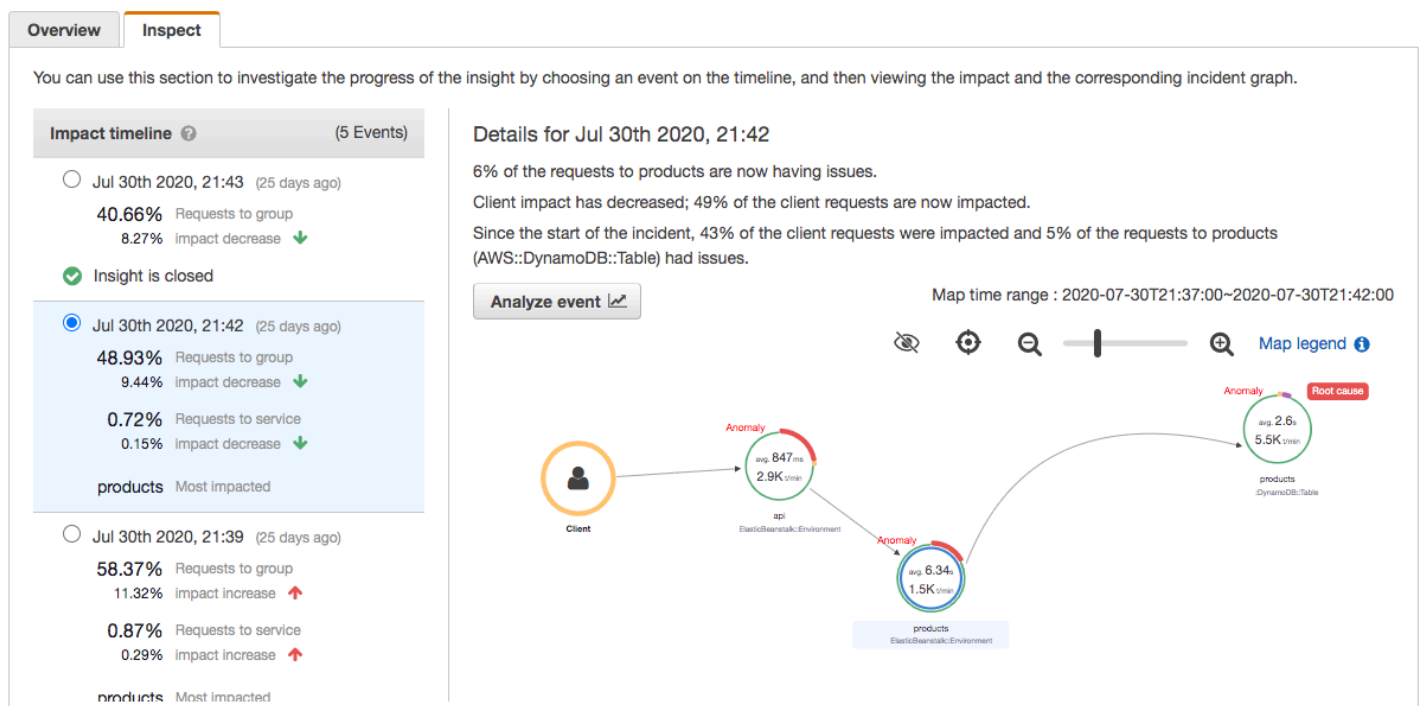 Overview
Inspect
You can use this section to investigate the progress of the insight by choosing an event on the timeline, and then viewing the impact and the corresponding incident graph.
Impact timeline ?
(5 Events)
Jul 30th 2020, 21:43 (25 days ago)
40.66% Requests to group
8.27% impact decrease
Insight is closed
Jul 30th 2020, 21:42 (25 days ago)
48.93% Requests to group
9.44% impact decrease
0.72% Requests to service
0.15% impact decrease
products Most impacted
Jul 30th 2020, 21:39 (25 days ago)
58.37% Requests to group
11.32% impact increase
0.87% Requests to service
0.29% impact increase
products Most impacted
Details for Jul 30th 2020, 21:42
6% of the requests to products are now having issues.
Client impact has decreased; 49% of the client requests are now impacted.
Since the start of the incident, 43% of the client requests were impacted and 5% of the requests to products
(AWS::DynamoDB::Table) had issues.
Analyze event
Map time range : 2020-07-30T21:37:00~2020-07-30T21:42:00
Map legend i
Client
Anomaly
avg. 847ms
2.9K t/min
api
ElasticBeanstalk::Environment
Anomaly
avg. 6.34s
1.5K t/min
products
ElasticBeanstalk::Environment
Anomaly
Root cause
avg. 2.6s
5.5K t/min
products
:DynamoDB::Table